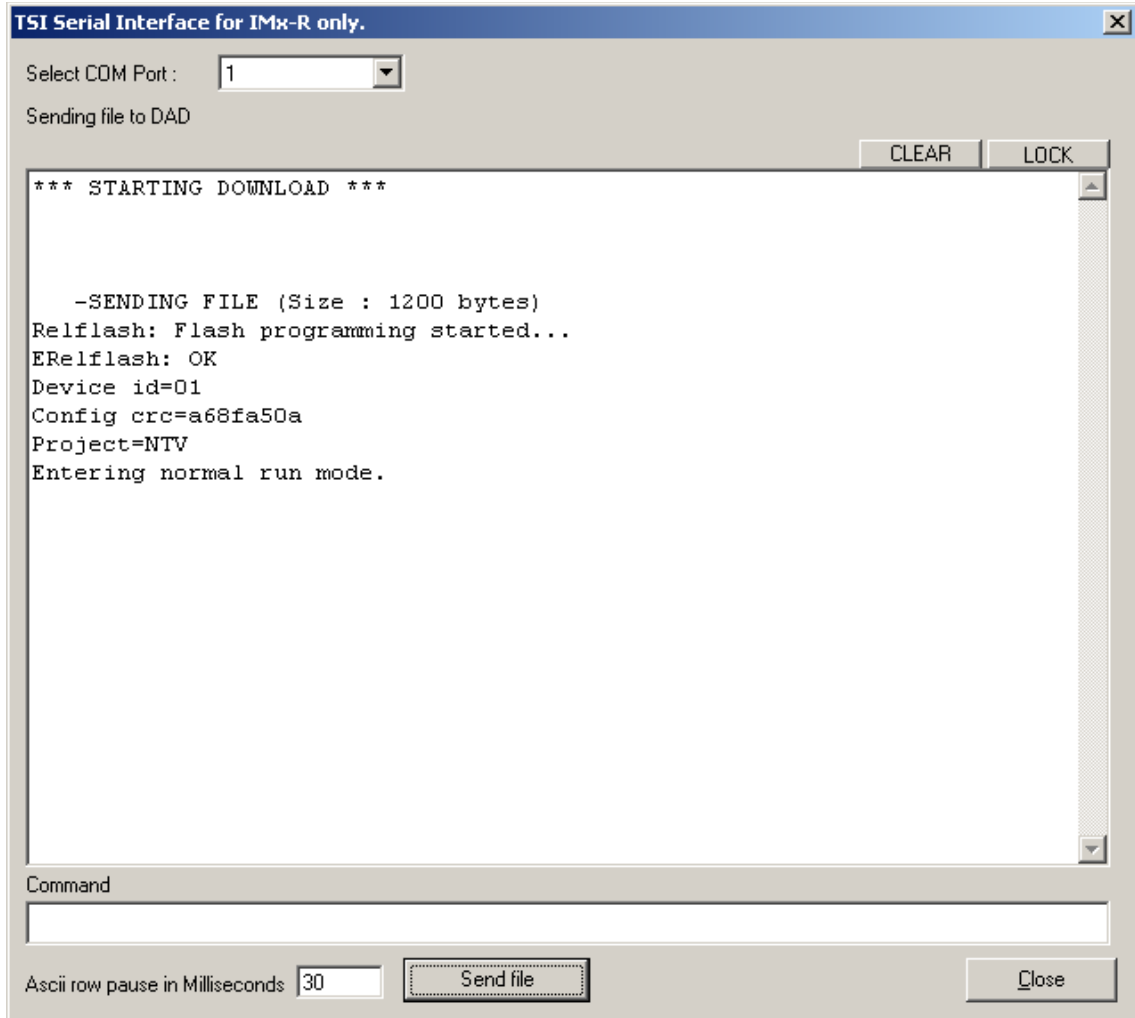 TSI Serial Interface for IMx-R only.
Select COM Port : 1
Sending file to DAD
CLEAR LOCK
*** STARTING DOWNLOAD ***
-SENDING FILE (Size : 1200 bytes)
Relflash: Flash programming started...
ERelflash: OK
Device id=01
Config crc=a68fa50a
Project=NTV
Entering normal run mode.
Command
Ascii row pause in Milliseconds 30 Send file Close